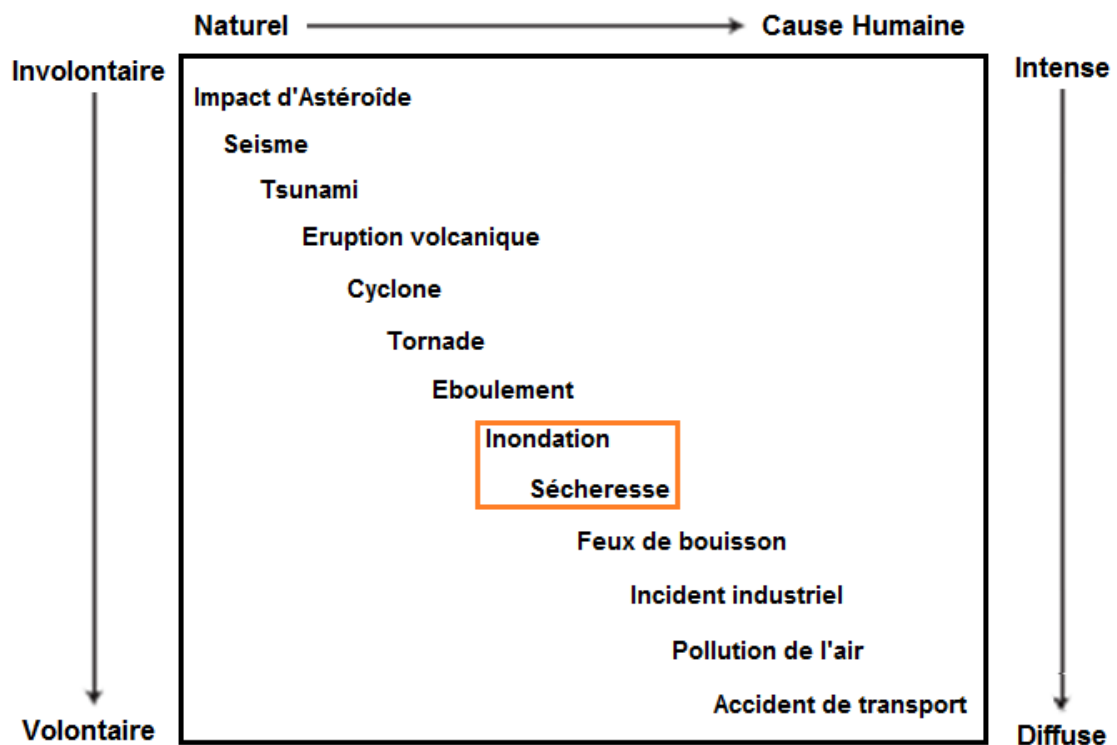 Naturel Cause Humaine
Involontaire
Intense
Impact d'Astéroîde
Seisme
Tsunami
Eruption volcanique
Cyclone
Tornade
Eboulement
Inondation
Sécheresse
Feux de bouisson
Incident industriel
Pollution de l'air
Accident de transport
Volontaire
Diffuse